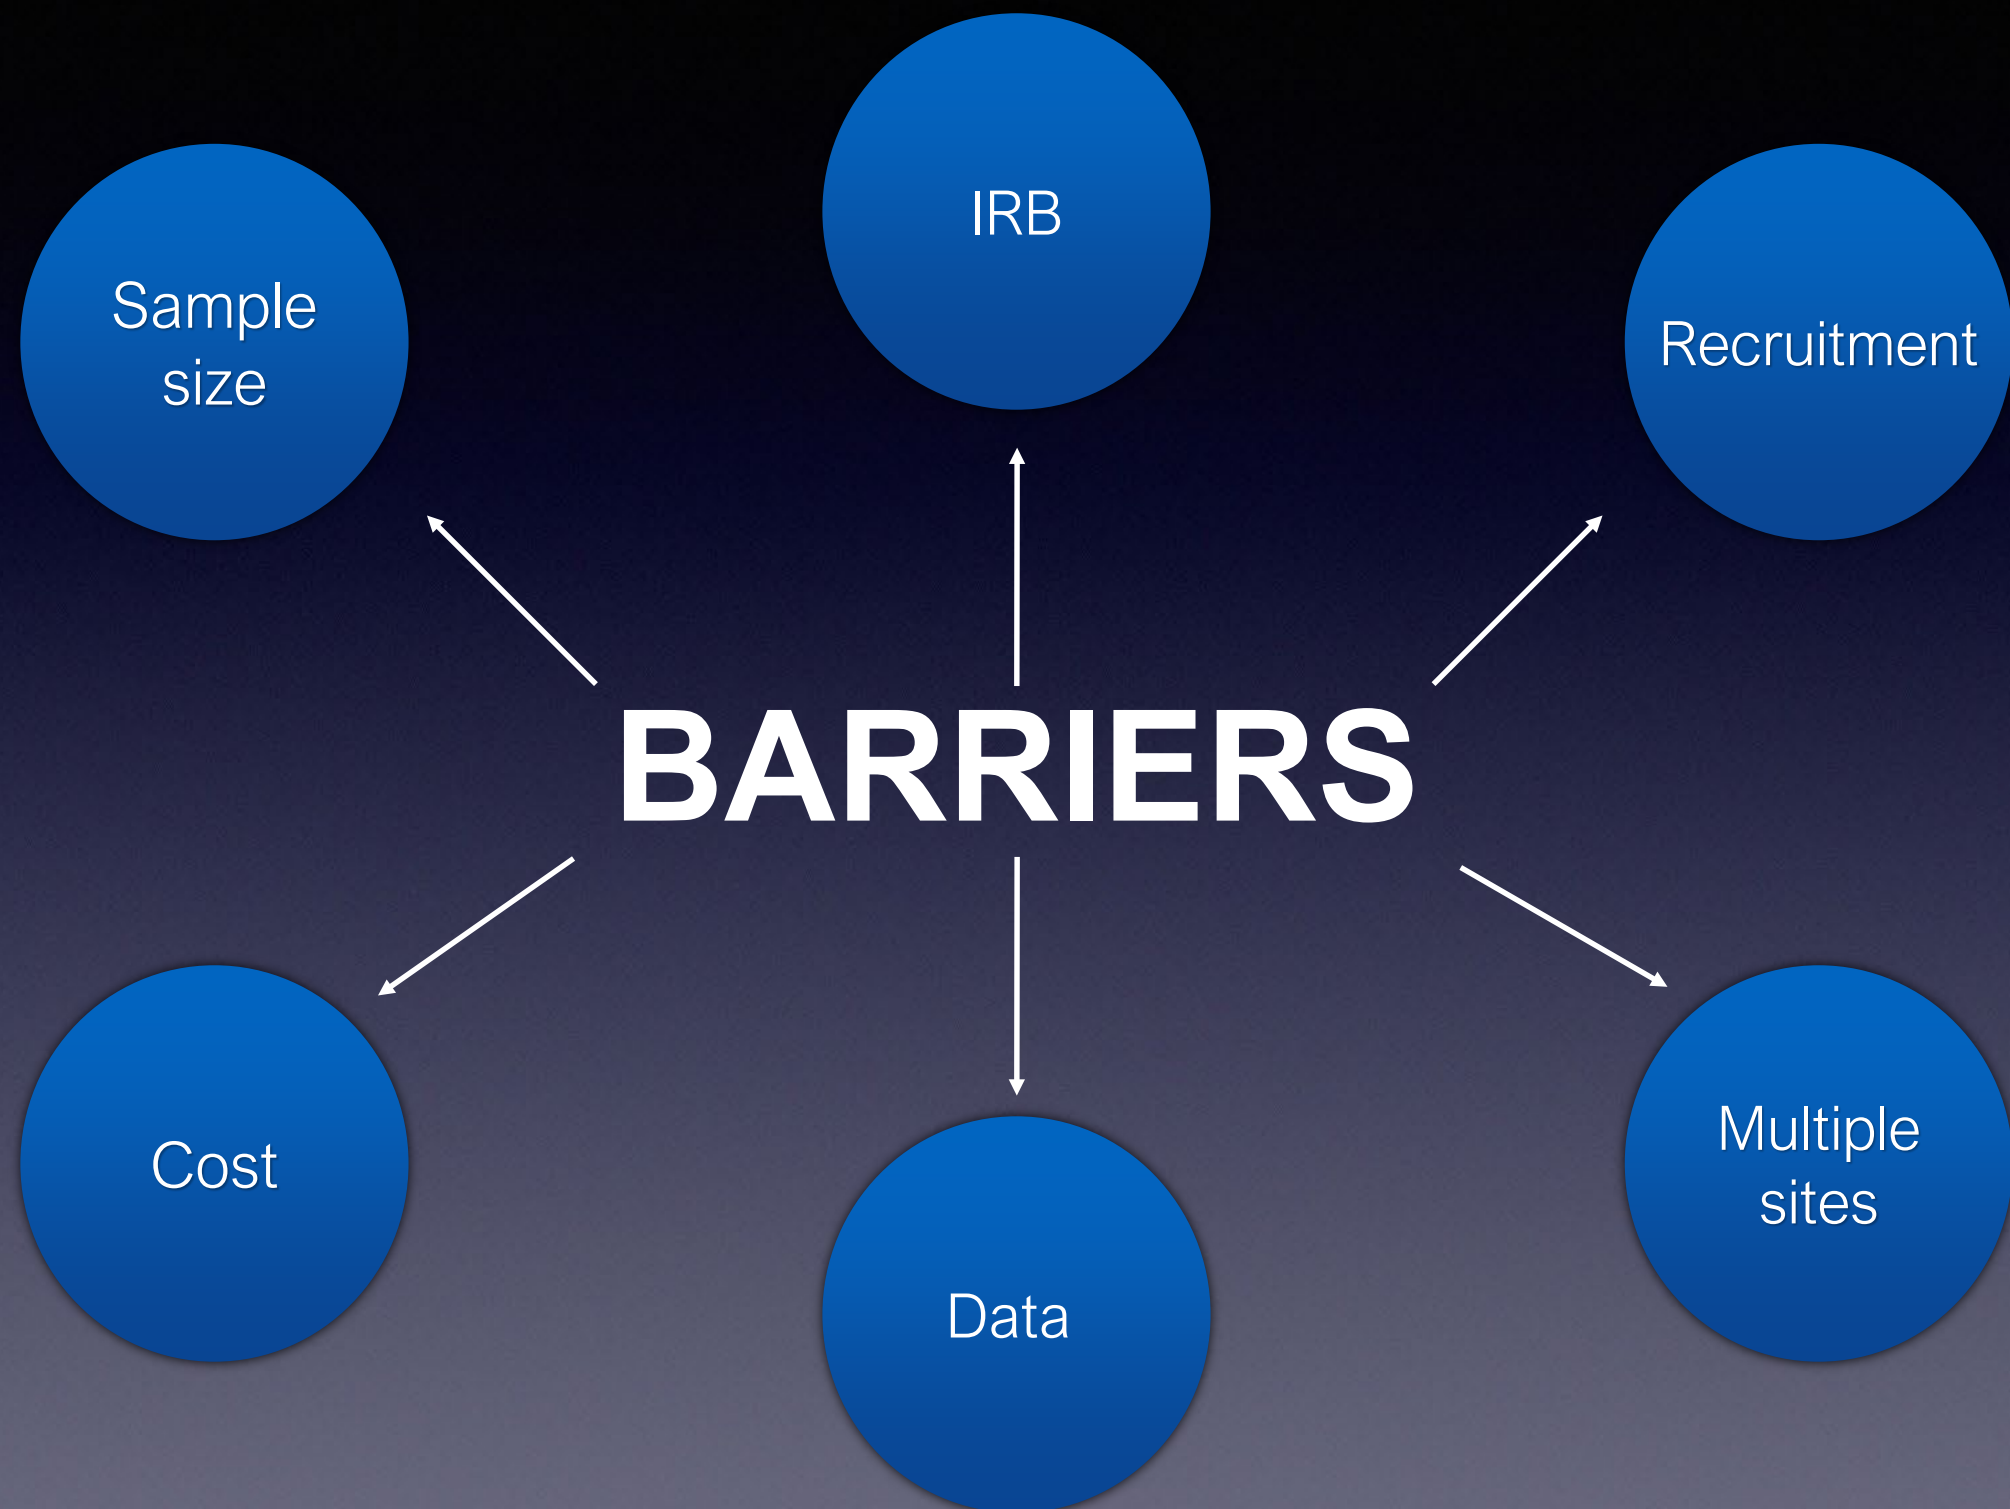 IRB
Sample
size
Recruitment
BARRIERS
Cost
Multiple
sites
Data